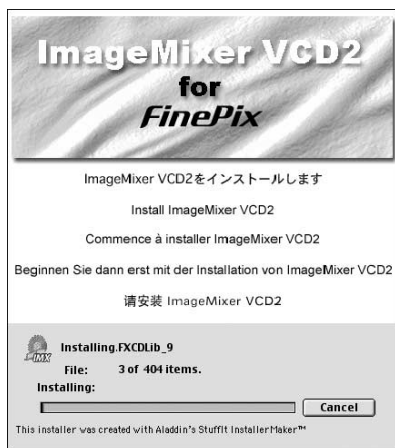 ImageMixer VCD2
for
FinePix
ImageMixer VCD2をインストールします
Install ImageMixer VCD2
Commence à installer ImageMixer VCD2
Beginnen Sie dann erst mit der Installation von ImageMixer VCD2
请安装 ImageMixer VCD2
IMX
Installing.FXCDLib_9
File: 3 of 404 items.
Installing:
Cancel
This installer was created with Aladdin's StuffIt InstallerMaker™